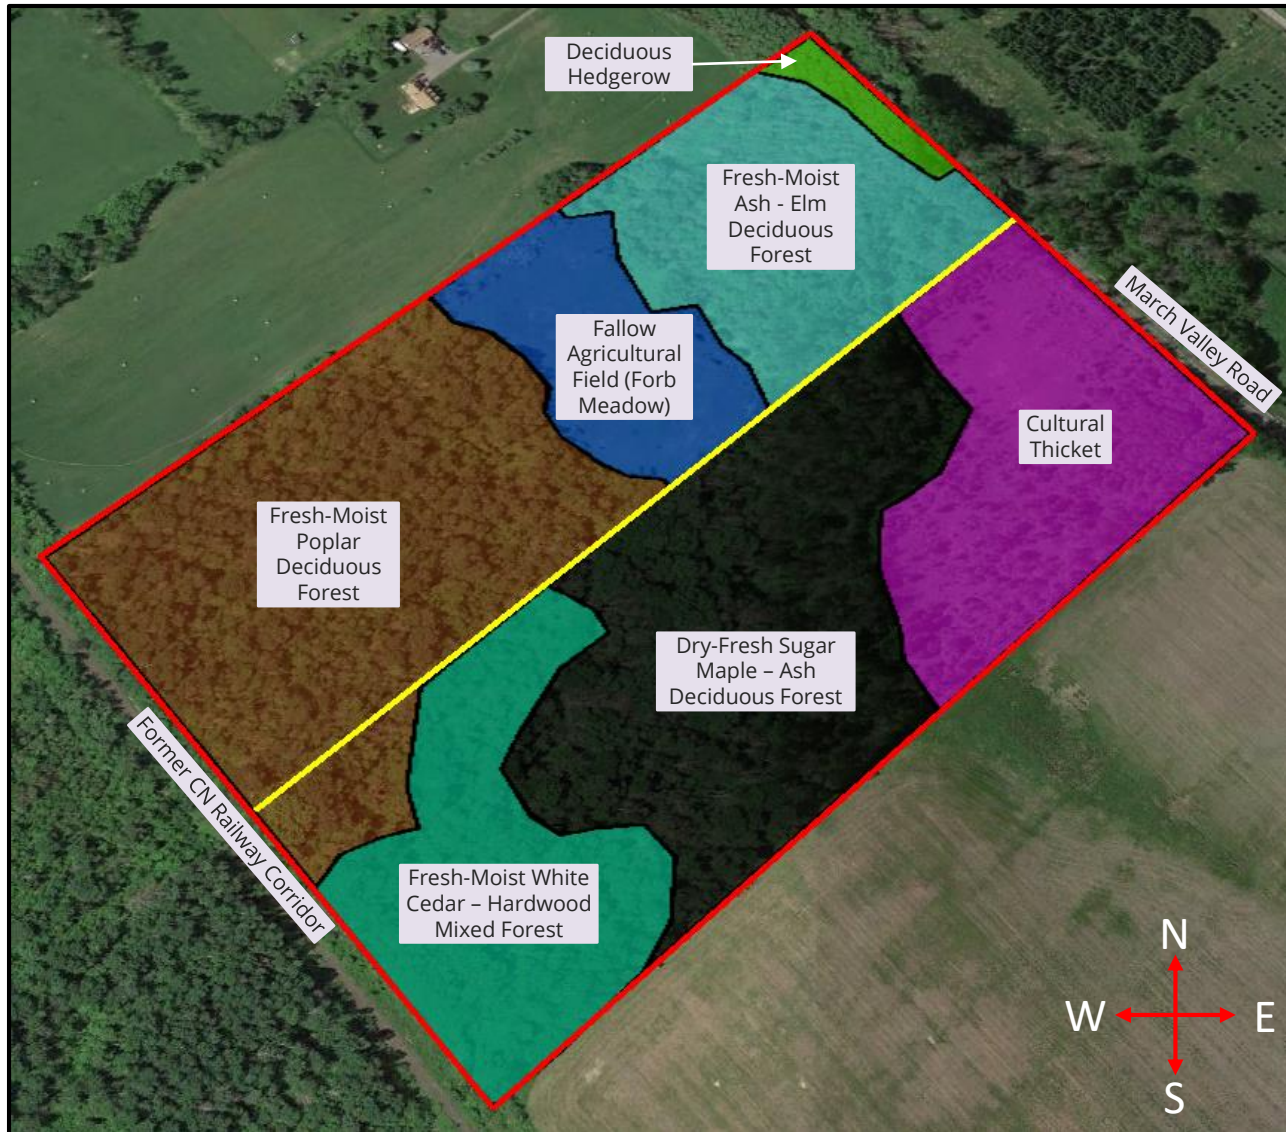 Deciduous
Hedgerow
Fresh-Moist
Ash - Elm
Deciduous
Forest
March Valley Road
Fallow
Agricultural
Field (Forb
Meadow)
Cultural
Thicket
Fresh-Moist
Poplar
Deciduous
Forest
Dry-Fresh Sugar
Maple – Ash
Deciduous Forest
Former CN Railway Corridor
Fresh-Moist White
Cedar – Hardwood
Mixed Forest
N
W
E
S